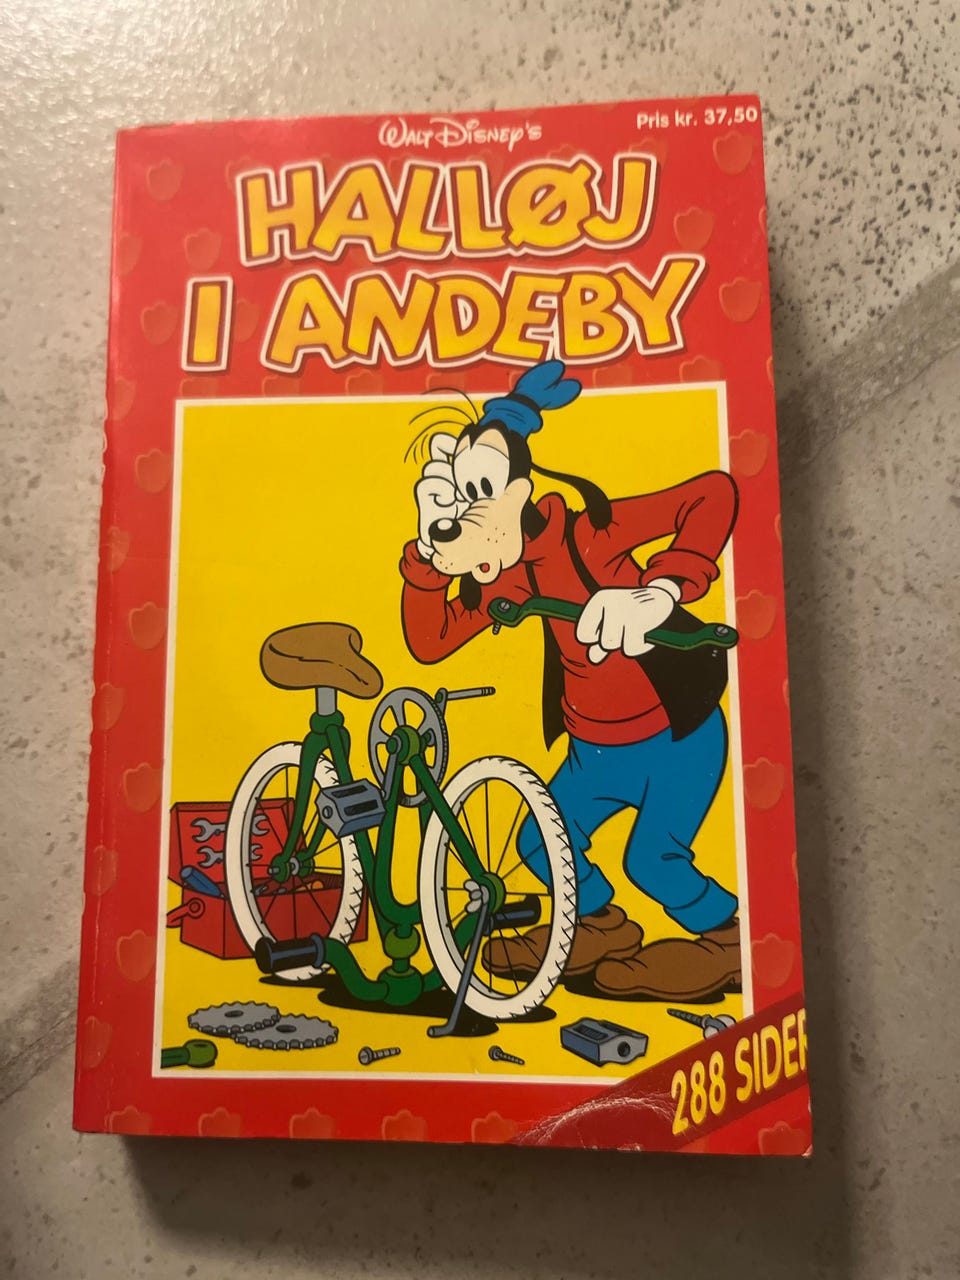 Walt Disney's
Pris kr. 37,50
HALLØJ
I ANDEBY
288 SIDER